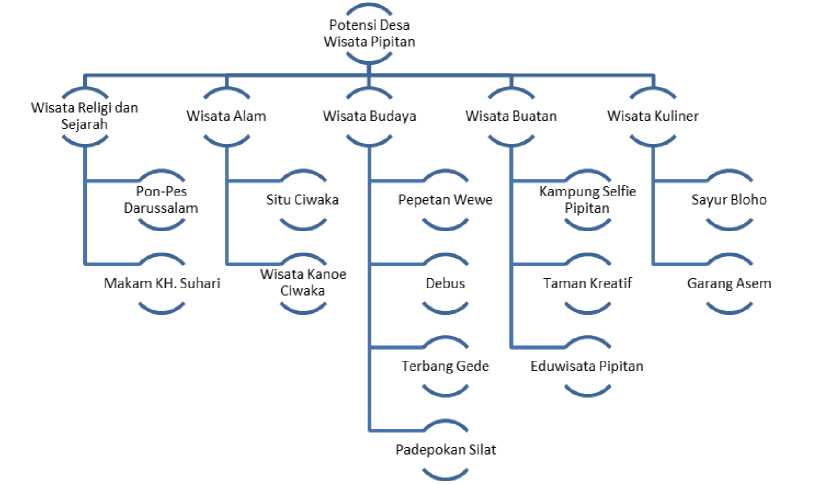 Potensi Desa
Wisata Pipitan
Wisata Religi dan
Sejarah
Wisata Alam
Wisata Budaya
Wisata Buatan
Wisata Kuliner
Pon-Pes
Darussalam
Situ Ciwaka
Pepetan Wewe
Kampung Selfie
Pipitan
Sayur Bloho
Makam KH. Suhari
Wisata Kanoe
Ciwaka
Debus
Taman Kreatif
Garang Asem
Terbang Gede
Eduwisata Pipitan
Padepokan Silat